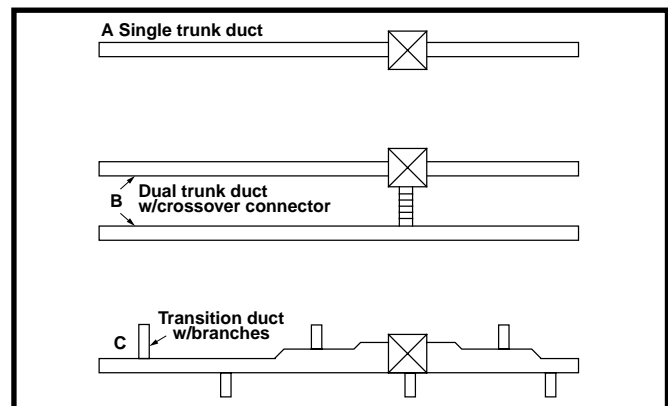 A Single trunk duct
B
Dual trunk duct
w/crossover connector
C
Transition duct
w/branches